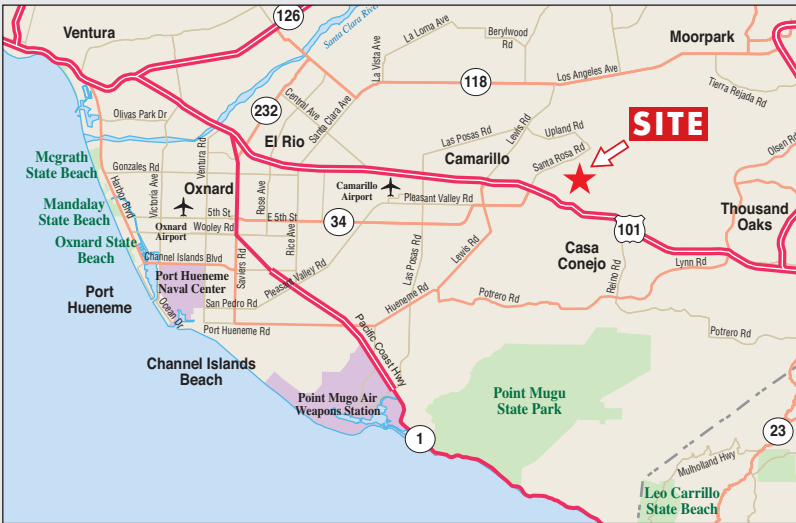 126
Ventura
Santa Clara River
La Loma Ave
Berylwood
Rd
Moorpark
La Vista Ave
118
Los Angeles Ave
Tierra Rejada Rd
Olivas Park Dr
232
Central Ave
Santa Clara Ave
Lewis Rd
Upland Rd
SITE
Las Posas Rd
El Rio
Camarillo
Santa Rosa Rd
Olsen Rd
Mcgrath
State Beach
Gonzales Rd
Ventura Rd
Victoria Ave
Oxnard
Rose Ave
Camarillo
Airport
Pleasant Valley Rd
Harbor Blvd
Mandalay
State Beach
5th St
E 5th St
34
Thousand
Oaks
Oxnard
Airport
Wooley Rd
Rice Ave
101
Oxnard State
Beach
Channel Islands Blvd
Saviers Rd
Las Posas Rd
Lewis Rd
Casa
Conejo
Lynn Rd
Reino Rd
Port Hueneme
Naval Center
Pleasant Valley Rd
Port
Hueneme
Ocean Dr
San Pedro Rd
Hueneme Rd
Potrero Rd
Port Hueneme Rd
Potrero Rd
Pacific Coast Hwy
Channel Islands
Beach
Point Mugo Air
Weapons Station
Point Mugu
State Park
1
23
Mulholland Hwy
Leo Carrillo
State Beach